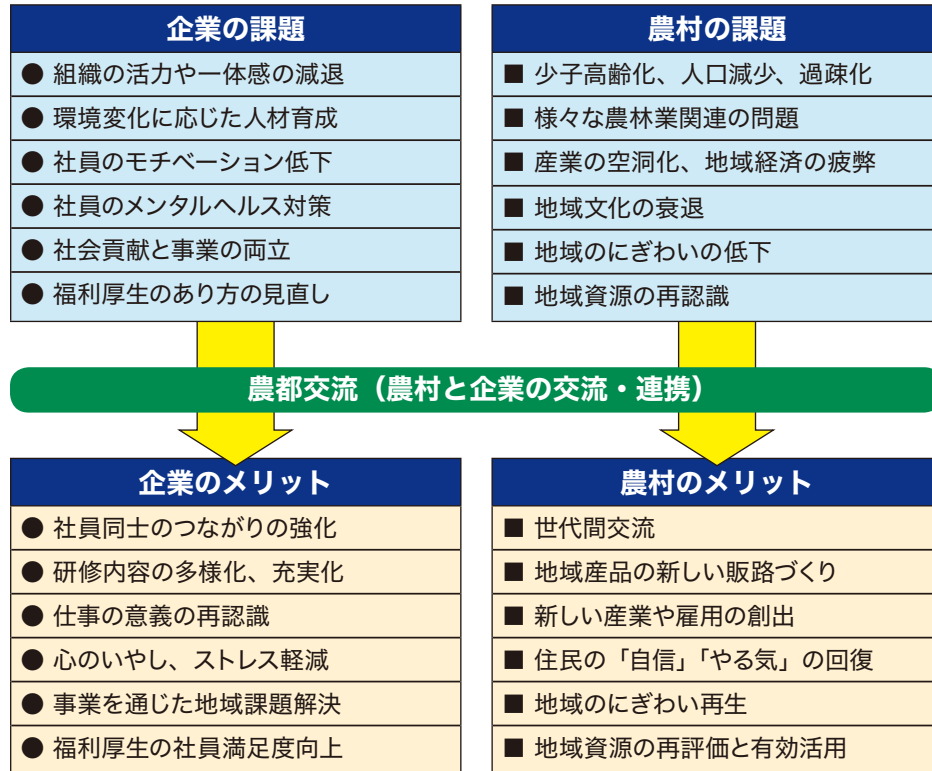 企業の課題
● 組織の活力や一体感の減退
● 環境変化に応じた人材育成
● 社員のモチベーション低下
● 社員のメンタルヘルス対策
● 社会貢献と事業の両立
● 福利厚生のあり方の見直し
農村の課題
■ 少子高齢化、人口減少、過疎化
■ 様々な農林業関連の問題
■ 産業の空洞化、地域経済の疲弊
■ 地域文化の衰退
■ 地域のにぎわいの低下
■ 地域資源の再認識
農都交流（農村と企業の交流・連携）
企業のメリット
● 社員同士のつながりの強化
● 研修内容の多様化、充実化
● 仕事の意義の再認識
● 心のいやし、ストレス軽減
● 事業を通じた地域課題解決
● 福利厚生の社員満足度向上
農村のメリット
■ 世代間交流
■ 地域産品の新しい販路づくり
■ 新しい産業や雇用の創出
■ 住民の「自信」「やる気」の回復
■ 地域のにぎわい再生
■ 地域資源の再評価と有効活用